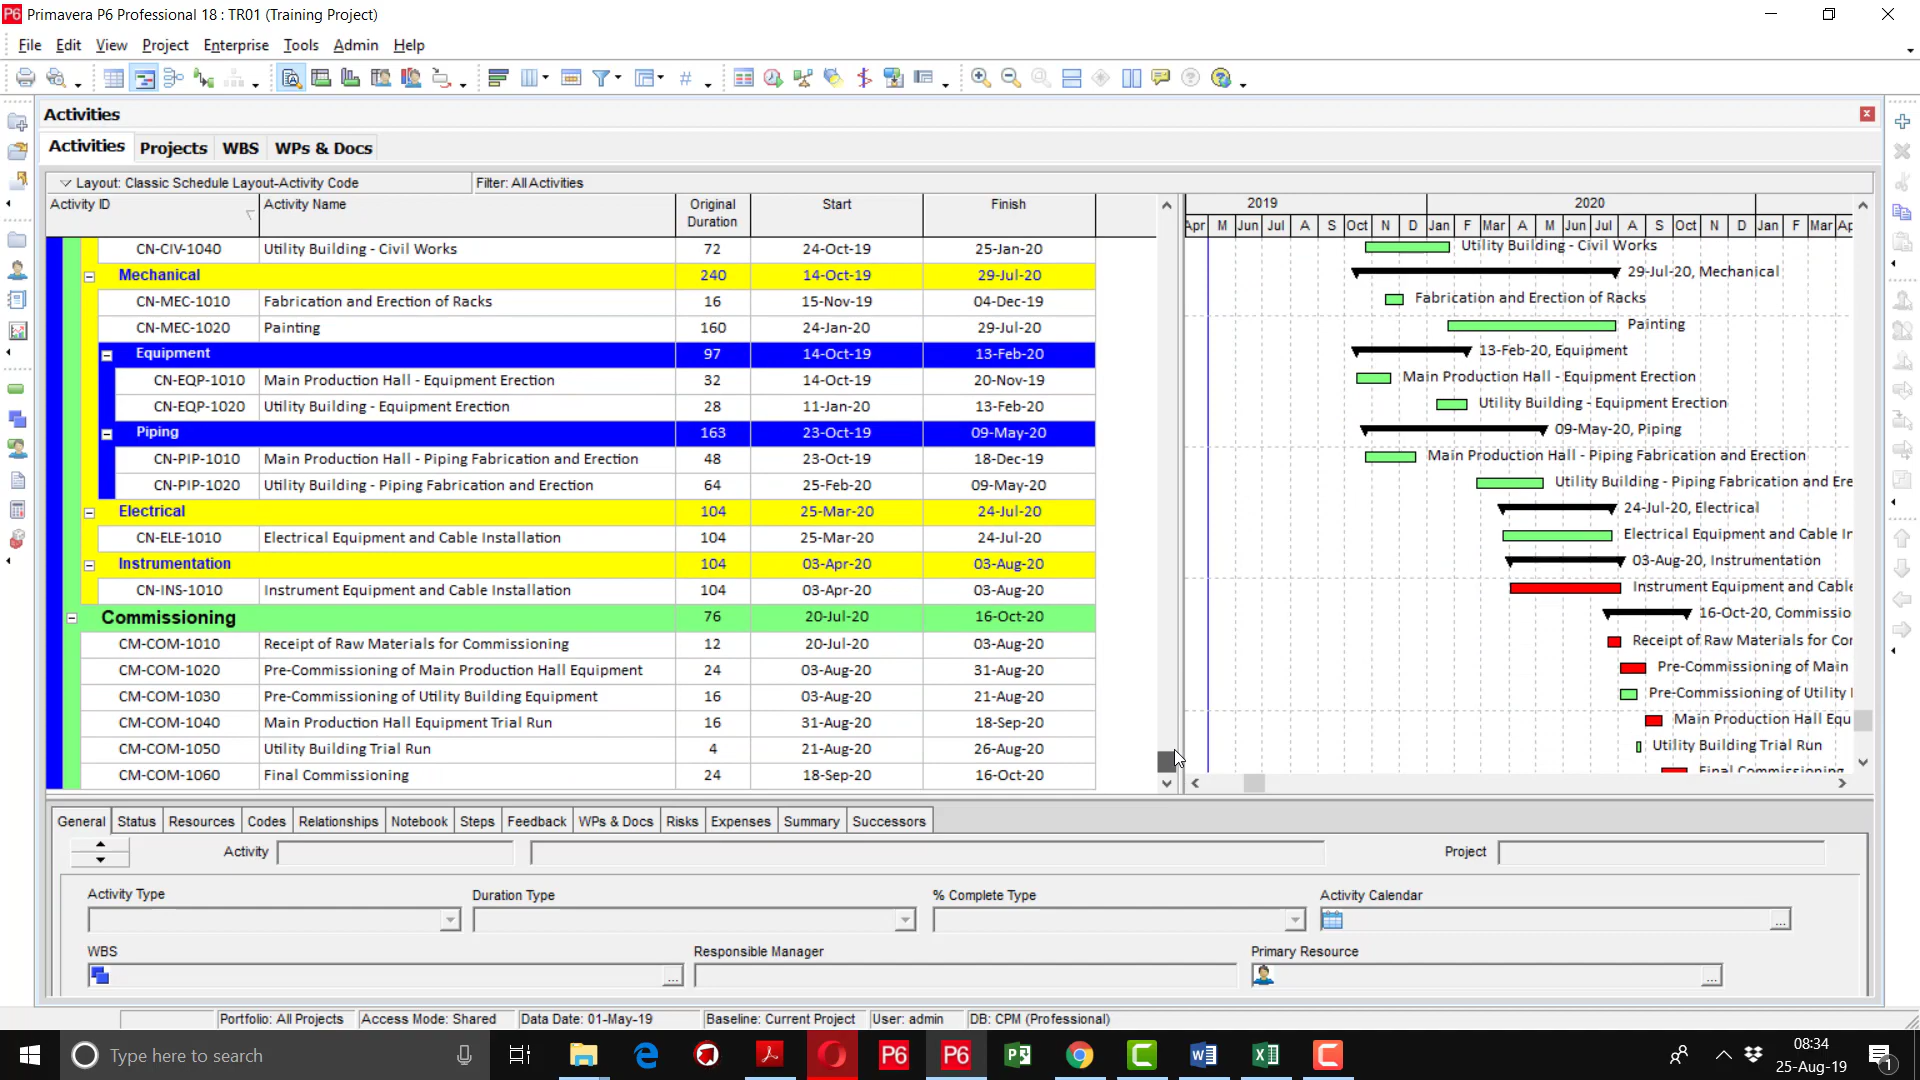 P6 Primavera P6 Professional 18 : TR01 (Training Project)
File Edit View Project Enterprise Tools Admin Help
Activities
Activities Projects WBS WPs & Docs
Layout: Classic Schedule Layout-Activity Code Filter: All Activities
Activity ID Activity Name Original Duration Start Finish
2019 2020
Apr M Jun Jul A S Oct N D Jan F Mar A M Jun Jul A S Oct N D Jan F Mar Ap
CN-CIV-1040 Utility Building - Civil Works 72 24-Oct-19 25-Jan-20 Utility Building - Civil Works
Mechanical 240 14-Oct-19 29-Jul-20 29-Jul-20, Mechanical
CN-MEC-1010 Fabrication and Erection of Racks 16 15-Nov-19 04-Dec-19 Fabrication and Erection of Racks
CN-MEC-1020 Painting 160 24-Jan-20 29-Jul-20 Painting
Equipment 97 14-Oct-19 13-Feb-20 13-Feb-20, Equipment
CN-EQP-1010 Main Production Hall - Equipment Erection 32 14-Oct-19 20-Nov-19 Main Production Hall - Equipment Erection
CN-EQP-1020 Utility Building - Equipment Erection 28 11-Jan-20 13-Feb-20 Utility Building - Equipment Erection
Piping 163 23-Oct-19 09-May-20 09-May-20, Piping
CN-PIP-1010 Main Production Hall - Piping Fabrication and Erection 48 23-Oct-19 18-Dec-19 Main Production Hall - Piping Fabrication and Erection
CN-PIP-1020 Utility Building - Piping Fabrication and Erection 64 25-Feb-20 09-May-20 Utility Building - Piping Fabrication and Ere
Electrical 104 25-Mar-20 24-Jul-20 24-Jul-20, Electrical
CN-ELE-1010 Electrical Equipment and Cable Installation 104 25-Mar-20 24-Jul-20 Electrical Equipment and Cable Ir
Instrumentation 104 03-Apr-20 03-Aug-20 03-Aug-20, Instrumentation
CN-INS-1010 Instrument Equipment and Cable Installation 104 03-Apr-20 03-Aug-20 Instrument Equipment and Cable
Commissioning 76 20-Jul-20 16-Oct-20 16-Oct-20, Commissio
CM-COM-1010 Receipt of Raw Materials for Commissioning 12 20-Jul-20 03-Aug-20 Receipt of Raw Materials for Cor
CM-COM-1020 Pre-Commissioning of Main Production Hall Equipment 24 03-Aug-20 31-Aug-20 Pre-Commissioning of Main
CM-COM-1030 Pre-Commissioning of Utility Building Equipment 16 03-Aug-20 21-Aug-20 Pre-Commissioning of Utility
CM-COM-1040 Main Production Hall Equipment Trial Run 16 31-Aug-20 18-Sep-20 Main Production Hall Equ
CM-COM-1050 Utility Building Trial Run 4 21-Aug-20 26-Aug-20 Utility Building Trial Run
CM-COM-1060 Final Commissioning 24 18-Sep-20 16-Oct-20 Final Commissioning
General Status Resources Codes Relationships Notebook Steps Feedback WPs & Docs Risks Expenses Summary Successors
Activity Project
Activity Type Duration Type % Complete Type Activity Calendar
WBS Responsible Manager Primary Resource
Portfolio: All Projects Access Mode: Shared Data Date: 01-May-19 Baseline: Current Project User: admin DB: CPM (Professional)
Type here to search P6 P6 08:34
25-Aug-19 1